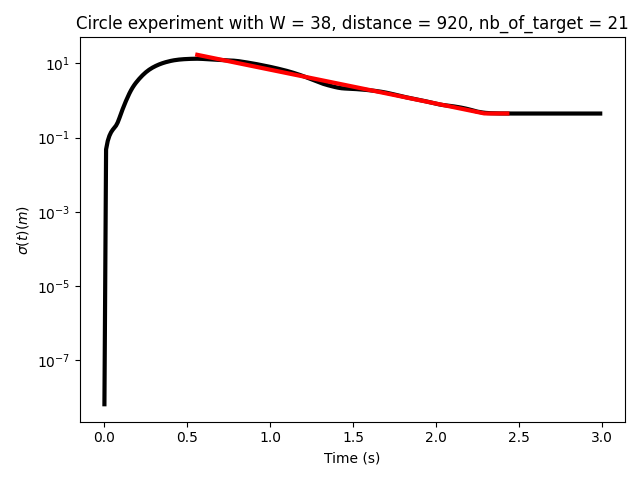 Circle experiment with W = 38, distance = 920, nb_of_target = 21
10¹
10⁻¹
10⁻³
10⁻⁵
10⁻⁷
σ(t)(m)
0.0 0.5 1.0 1.5 2.0 2.5 3.0
Time (s)